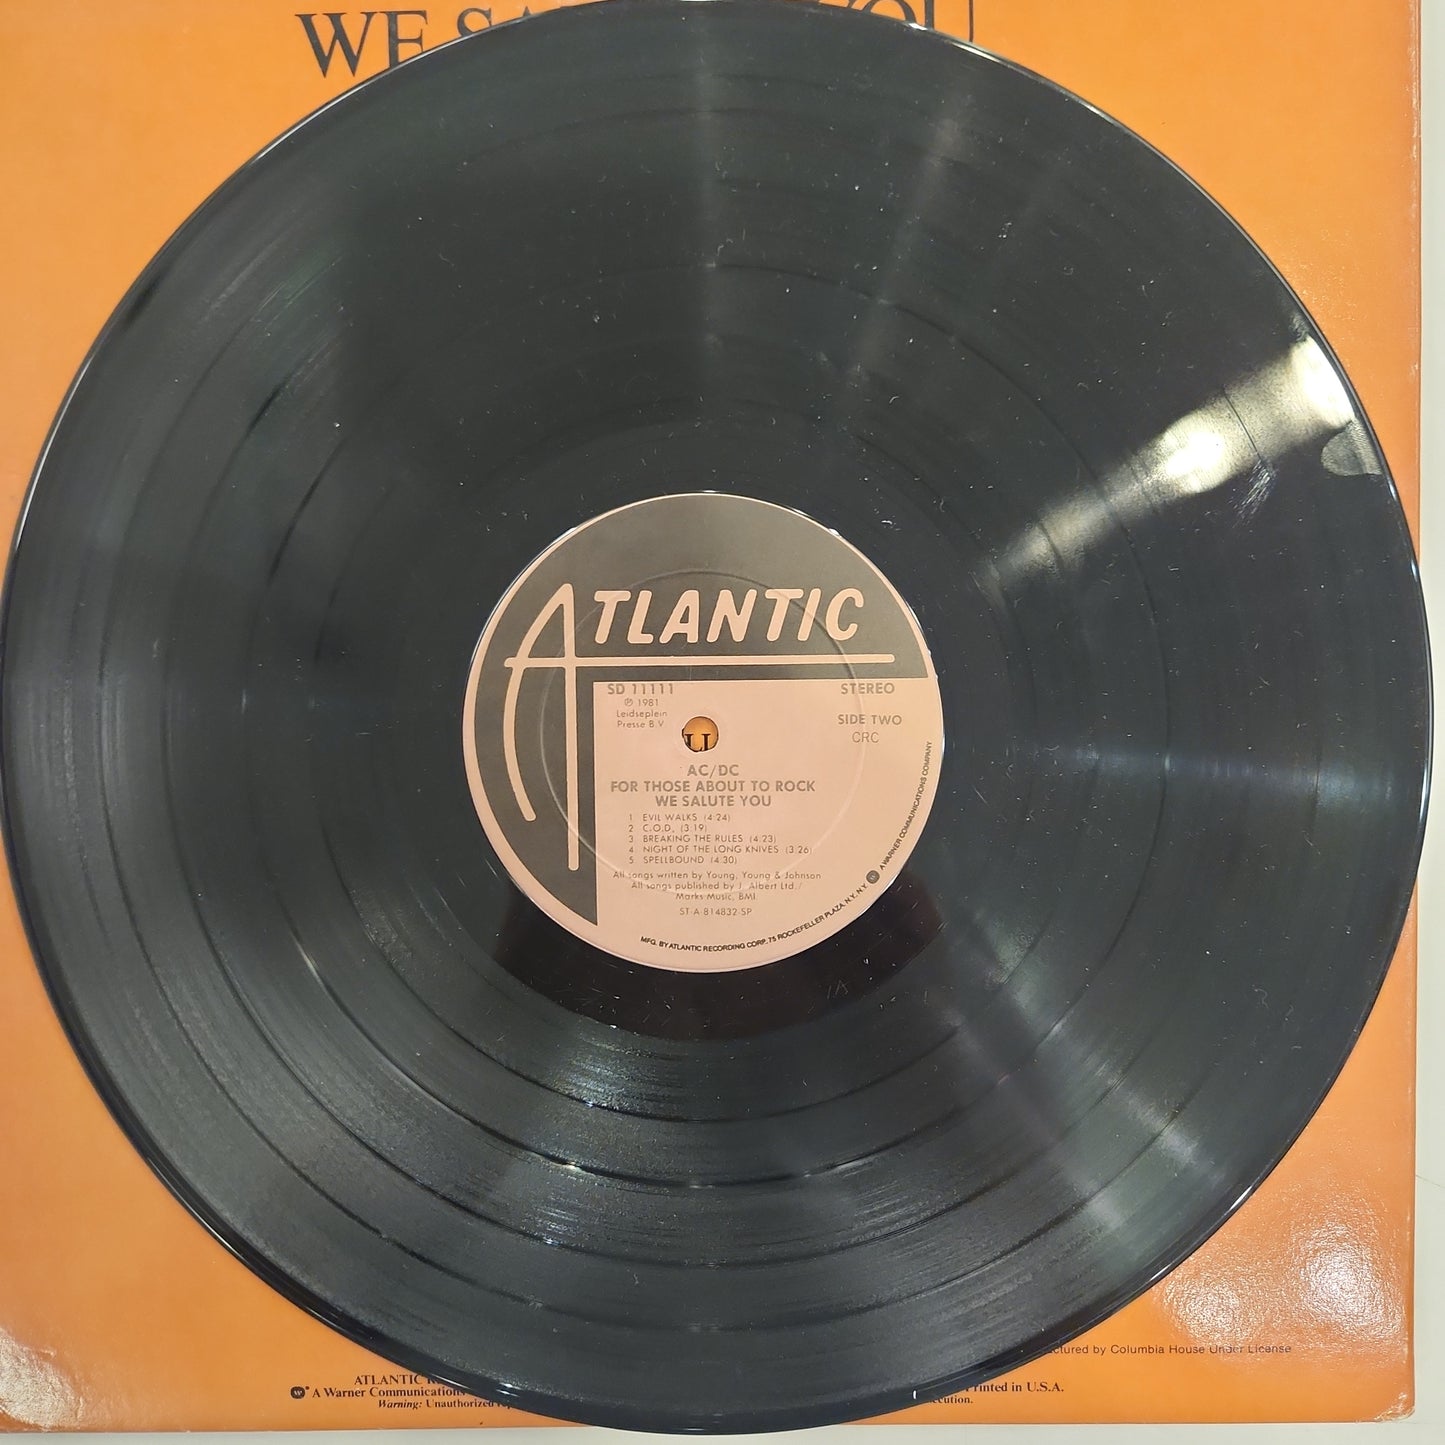 WE SA YOU
ATLANTIC
SD 11111
STEREO
℗ 1981
Leidseplein
Presse B.V.
SIDE TWO
CRC
AC/DC
FOR THOSE ABOUT TO ROCK
WE SALUTE YOU
1 EVIL WALKS (4:24)
2 C.O.D. (3:19)
3 BREAKING THE RULES (4:23)
4 NIGHT OF THE LONG KNIVES (3:26)
5 SPELLBOUND (4:30)
All songs written by Young, Young & Johnson
All songs published by J. Albert Ltd./
Marks Music, BMI
ST-A-814832-SP
MFG. BY ATLANTIC RECORDING CORP., 75 ROCKEFELLER PLAZA, N.Y., N.Y. A WARNER COMMUNICATIONS COMPANY
1A
ctured by Columbia House Under License
ATLANTIC
A Warner Communications
Printed in U.S.A.
Warning: Unauthorized